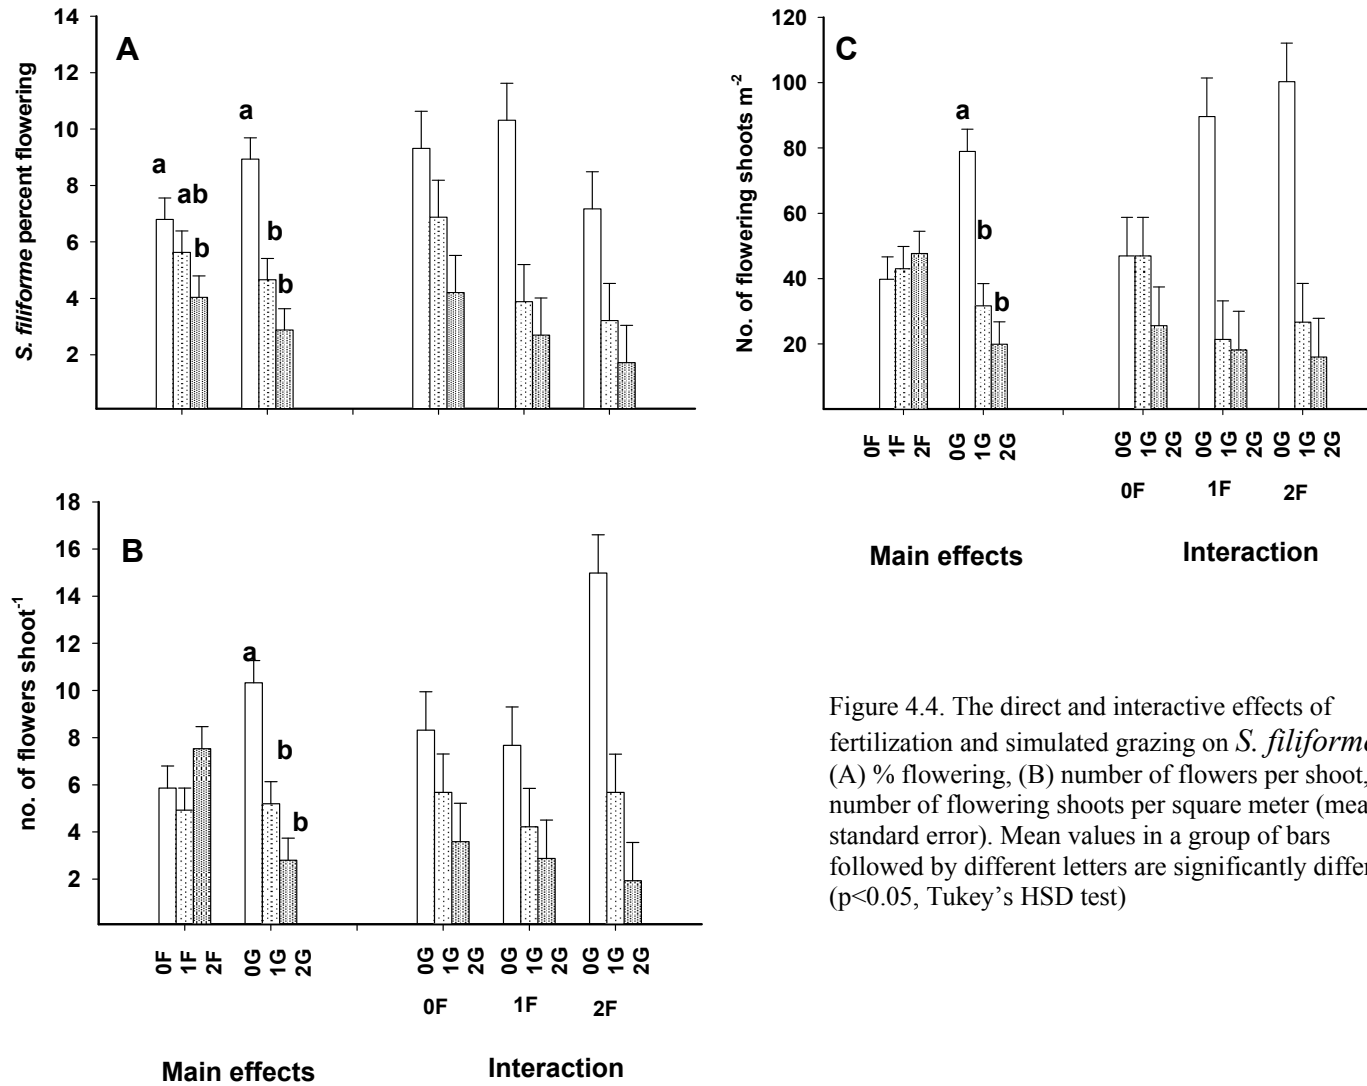 A
S. filiforme percent flowering
14
12
10
8
6
4
2
a
ab
b
a
b
b
B
no. of flowers shoot-1
18
16
14
12
10
8
6
4
2
a
b
b
0F 1F 2F 0G 1G 2G 0G 1G 2G 0G 1G 2G 0G 1G 2G
0F 1F 2F
Main effects Interaction
C
No. of flowering shoots m-2
120
100
80
60
40
20
a
b
b
0F 1F 2F 0G 1G 2G 0G 1G 2G 0G 1G 2G 0G 1G 2G
0F 1F 2F
Main effects Interaction
Figure 4.4. The direct and interactive effects of
fertilization and simulated grazing on S. filiforme
(A) % flowering, (B) number of flowers per shoot,
number of flowering shoots per square meter (mea
standard error). Mean values in a group of bars
followed by different letters are significantly differe
(p<0.05, Tukey’s HSD test)